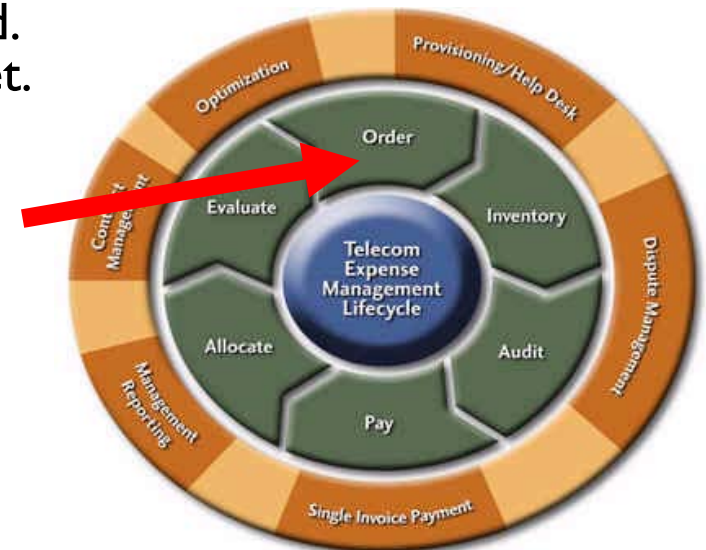 d.
et.
Optimization
Provisioning/Help Desk
Order
Evaluate
Inventory
Management
Telecom
Expense
Management
Lifecycle
Dispute Management
Allocate
Audit
Management
Reporting
Pay
Single Invoice Payment